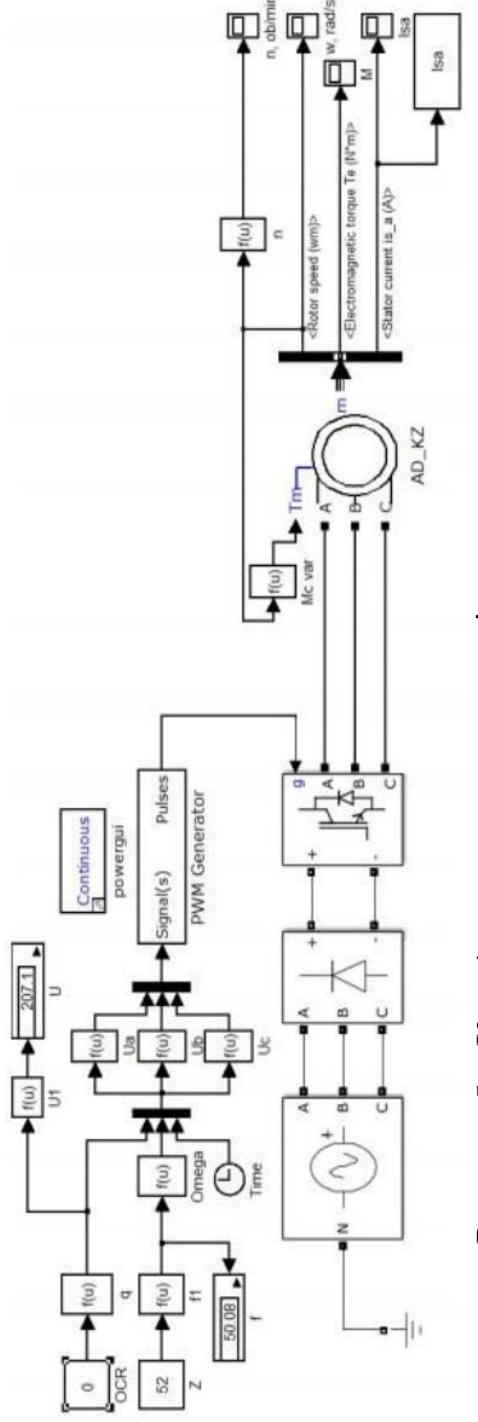 0
OCR
f(u)
q
f(u)
U1
207.1
U
52
Z
f(u)
f1
50.08
f
f(u)
Omega
Time
f(u)
Ua
f(u)
Ub
f(u)
Uc
Continuous
powergui
Signal(s) Pulses
PWM Generator
N
+
A
B
C
A
B
C
+
-
+
-
g
A
B
C
f(u)
Mc var
Tm
A
B
C
m
AD_KZ
<Rotor speed (wm)>
<Electromagnetic torque Te (N*m)>
<Stator current is_a (A)>
f(u)
n
n, ob/min
w, rad/s
M
Isa
Isa